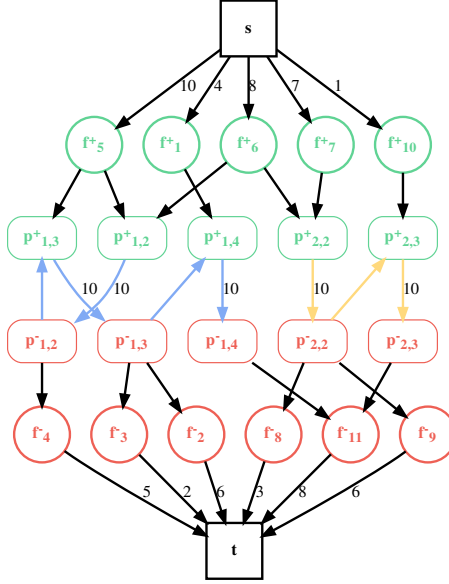 s
10 4 8 7 1
f⁺₅ f⁺₁ f⁺₆ f⁺₇ f⁺₁₀
p⁺₁,₃ p⁺₁,₂ p⁺₁,₄ p⁺₂,₂ p⁺₂,₃
10 10 10 10 10
p⁻₁,₂ p⁻₁,₃ p⁻₁,₄ p⁻₂,₂ p⁻₂,₃
f⁻₄ f⁻₃ f⁻₂ f⁻₈ f⁻₁₁ f⁻₉
5 2 6 3 8 6
t